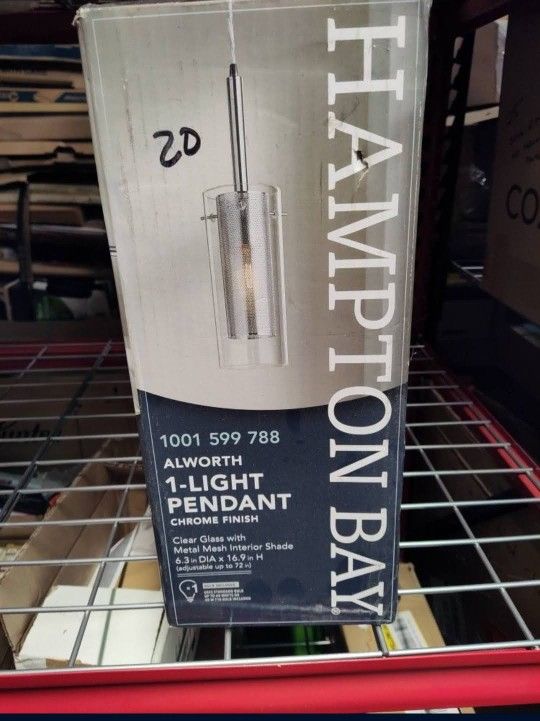 HAMPTON BAY
20
1001 599 788
ALWORTH
1-LIGHT
PENDANT
CHROME FINISH
Clear Glass with
Metal Mesh Interior Shade
6.3 in DIA x 16.9 in H
(adjustable up to 72 in)
CO